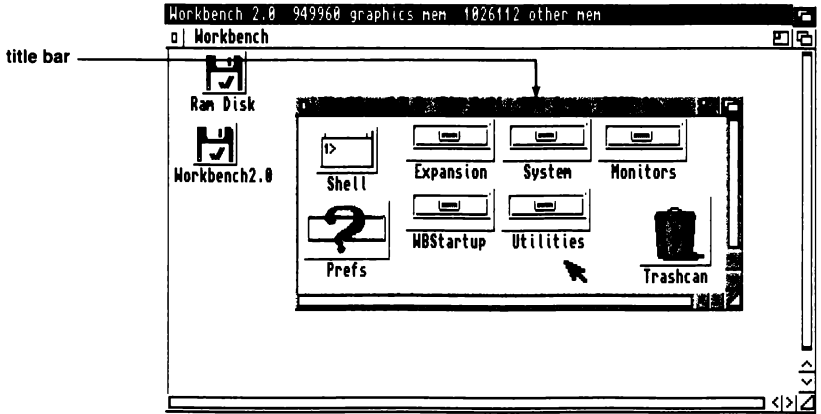 Workbench 2.0 949960 graphics mem 1026112 other mem
Workbench
title bar
Ram Disk
Workbench2.0
1>
Shell
Expansion
System
Monitors
Prefs
WBStartup
Utilities
Trashcan